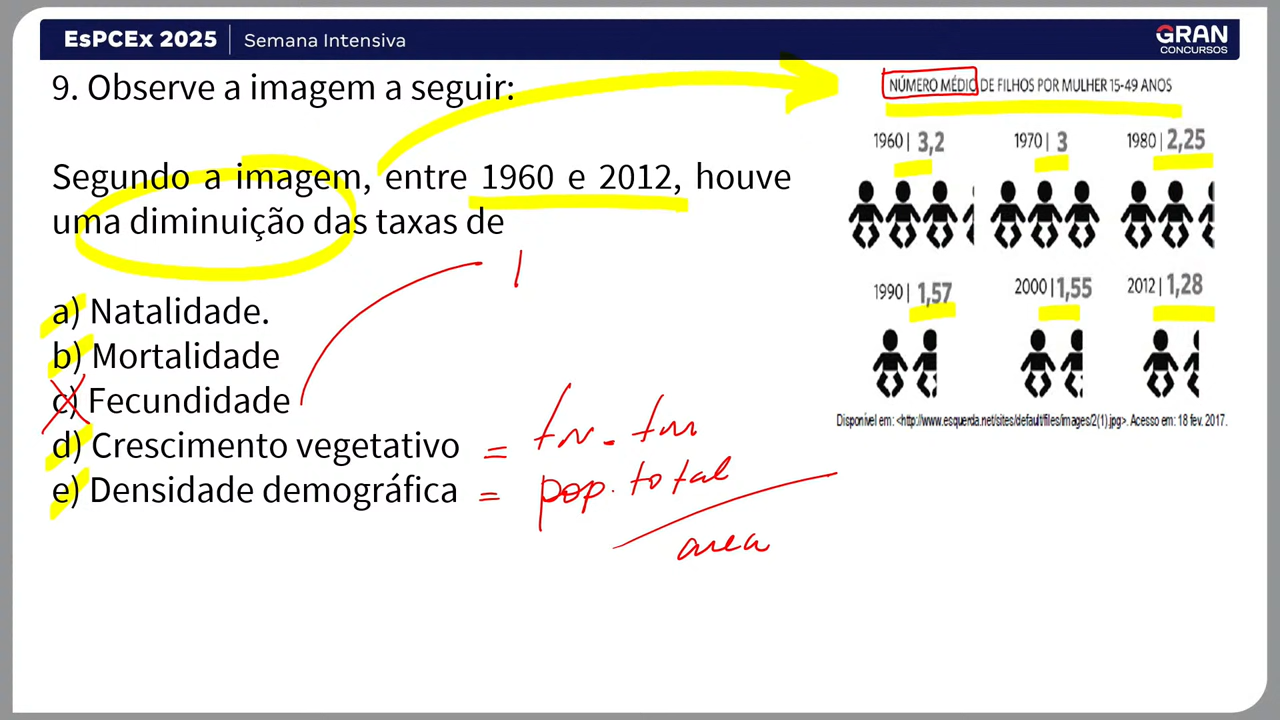 EsPCEx 2025 | Semana Intensiva
GRAN
CONCURSOS
9. Observe a imagem a seguir:
Segundo a imagem, entre 1960 e 2012, houve
uma diminuição das taxas de
a) Natalidade.
b) Mortalidade
c) Fecundidade
d) Crescimento vegetativo = tn - tm
e) Densidade demográfica = pop. total
area
NÚMERO MÉDIO DE FILHOS POR MULHER 15-49 ANOS
1960 | 3,2 1970 | 3 1980 | 2,25
1990 | 1,57 2000 | 1,55 2012 | 1,28
Disponível em: <http://www.esquerda.net/sites/default/files/images/2(1).jpg>. Acesso em: 18 fev. 2017.